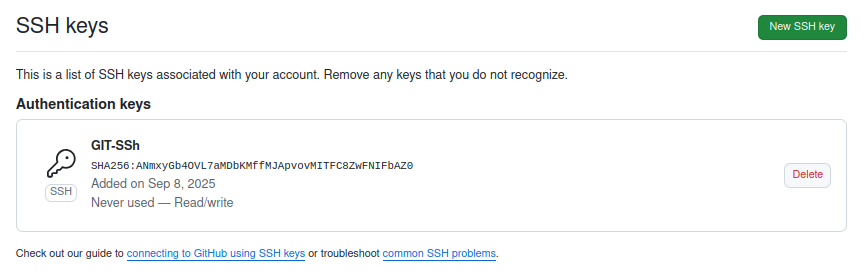 SSH keys
New SSH key
This is a list of SSH keys associated with your account. Remove any keys that you do not recognize.
Authentication keys
GIT-SSh
SHA256:ANmxyGb4OVL7aMDbKMffMJApvovMITFC8ZwFNIFbAZ0
Added on Sep 8, 2025
Never used — Read/write
SSH
Delete
Check out our guide to connecting to GitHub using SSH keys or troubleshoot common SSH problems.